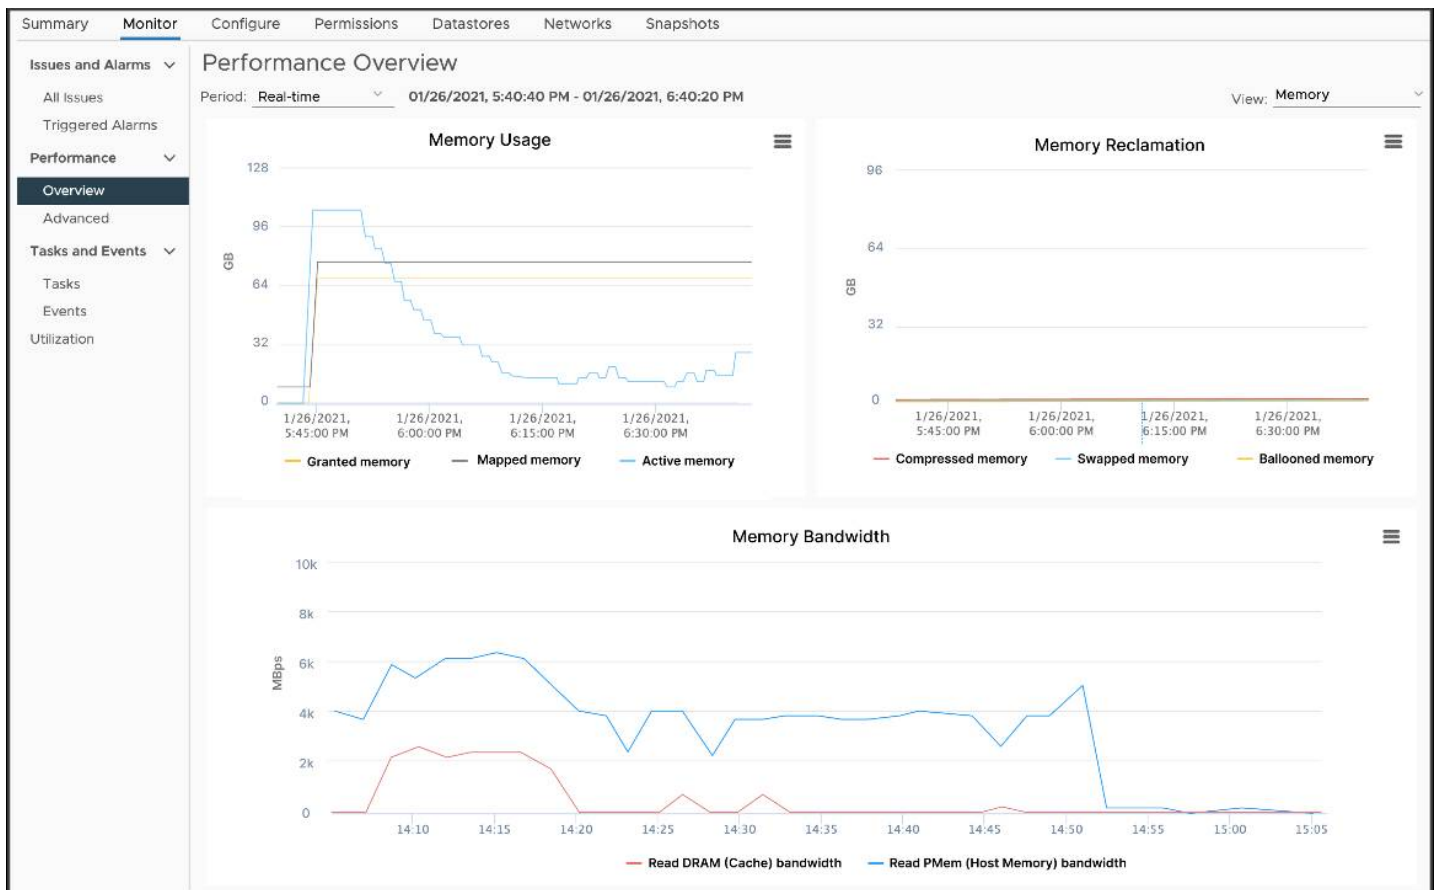 Summary Monitor Configure Permissions Datastores Networks Snapshots
Issues and Alarms
All Issues
Triggered Alarms
Performance
Overview
Advanced
Tasks and Events
Tasks
Events
Utilization
Performance Overview
Period: Real-time 01/26/2021, 5:40:40 PM - 01/26/2021, 6:40:20 PM
View: Memory
Memory Usage
128
96
64
32
0
GB
1/26/2021, 1/26/2021, 1/26/2021, 1/26/2021,
5:45:00 PM 6:00:00 PM 6:15:00 PM 6:30:00 PM
Granted memory Mapped memory Active memory
Memory Reclamation
96
64
32
0
GB
1/26/2021, 1/26/2021, 1/26/2021, 1/26/2021,
5:45:00 PM 6:00:00 PM 6:15:00 PM 6:30:00 PM
Compressed memory Swapped memory Ballooned memory
Memory Bandwidth
10k
8k
6k
4k
2k
0
MBps
14:10 14:15 14:20 14:25 14:30 14:35 14:40 14:45 14:50 14:55 15:00 15:05
Read DRAM (Cache) bandwidth Read PMem (Host Memory) bandwidth